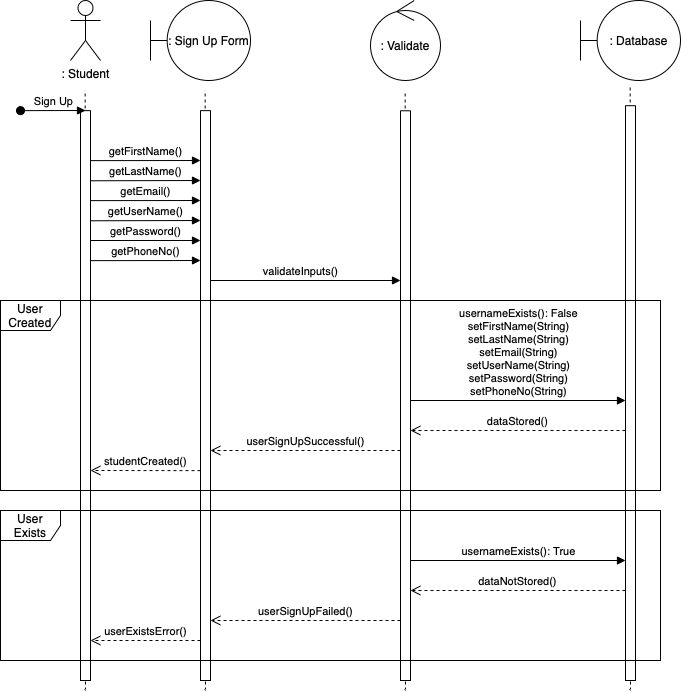 : Student
: Sign Up Form
: Validate
: Database
Sign Up
getFirstName()
getLastName()
getEmail()
getUserName()
getPassword()
getPhoneNo()
validateInputs()
User
Created
usernameExists(): False
setFirstName(String)
setLastName(String)
setEmail(String)
setUserName(String)
setPassword(String)
setPhoneNo(String)
dataStored()
userSignUpSuccessful()
studentCreated()
User
Exists
usernameExists(): True
dataNotStored()
userSignUpFailed()
userExistsError()